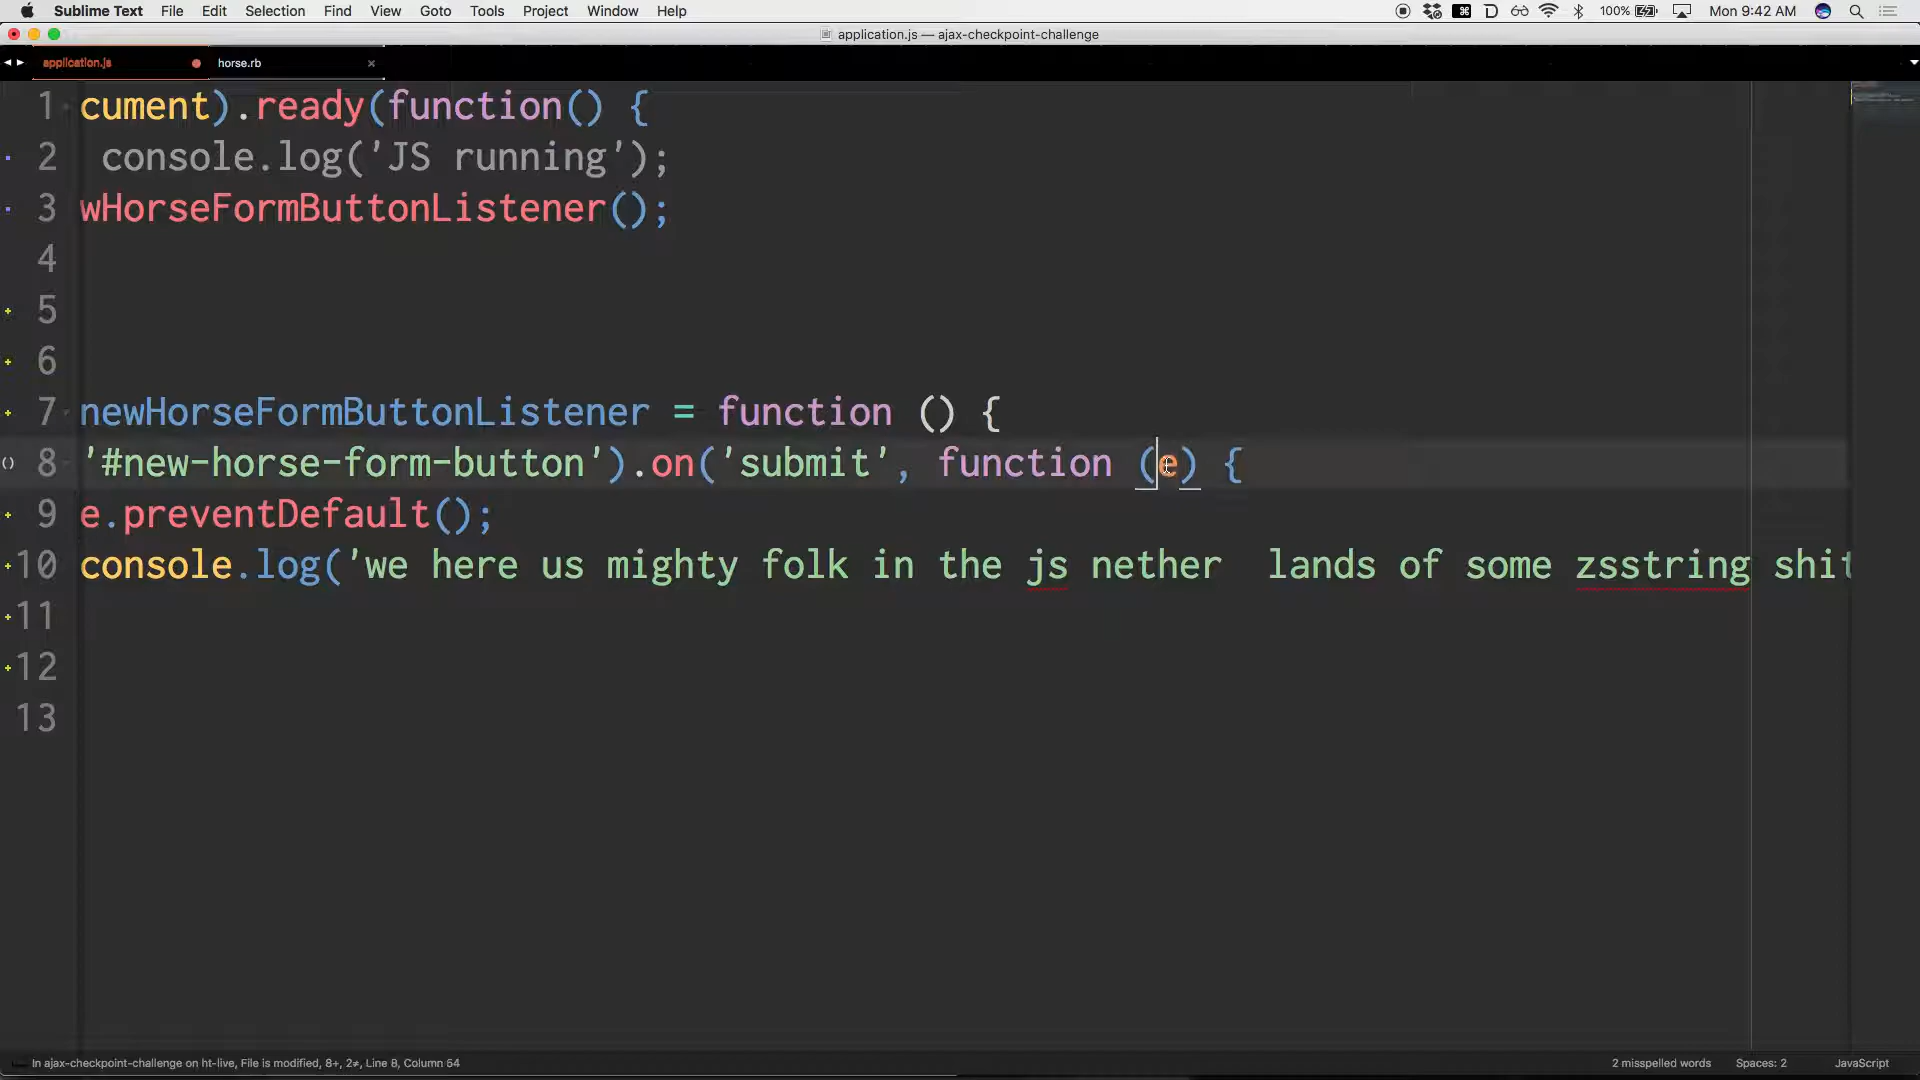 Sublime Text File Edit Selection Find View Goto Tools Project Window Help 100% Mon 9:42 AM
application.js — ajax-checkpoint-challenge
application.js horse.rb ×
1 cument).ready(function() {
2 console.log('JS running');
3 wHorseFormButtonListener();
4
5
6
7 newHorseFormButtonListener = function () {
8 '#new-horse-form-button').on('submit', function (e) {
9 e.preventDefault();
10 console.log('we here us mighty folk in the js nether  lands of some zsstring shit
11
12
13
In ajax-checkpoint-challenge on ht-live, File is modified, 8+, 2≠, Line 8, Column 54 2 misspelled words Spaces: 2 JavaScript